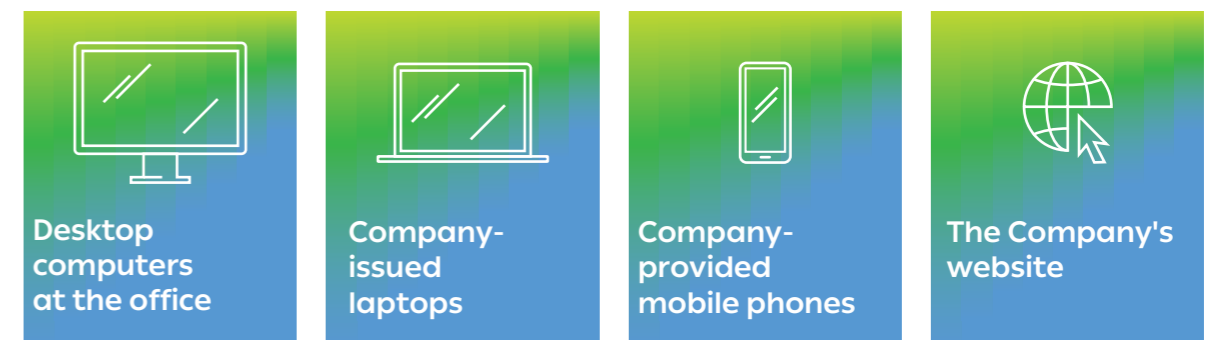 Desktop
computers
at the office
Company-
issued
laptops
Company-
provided
mobile phones
The Company's
website